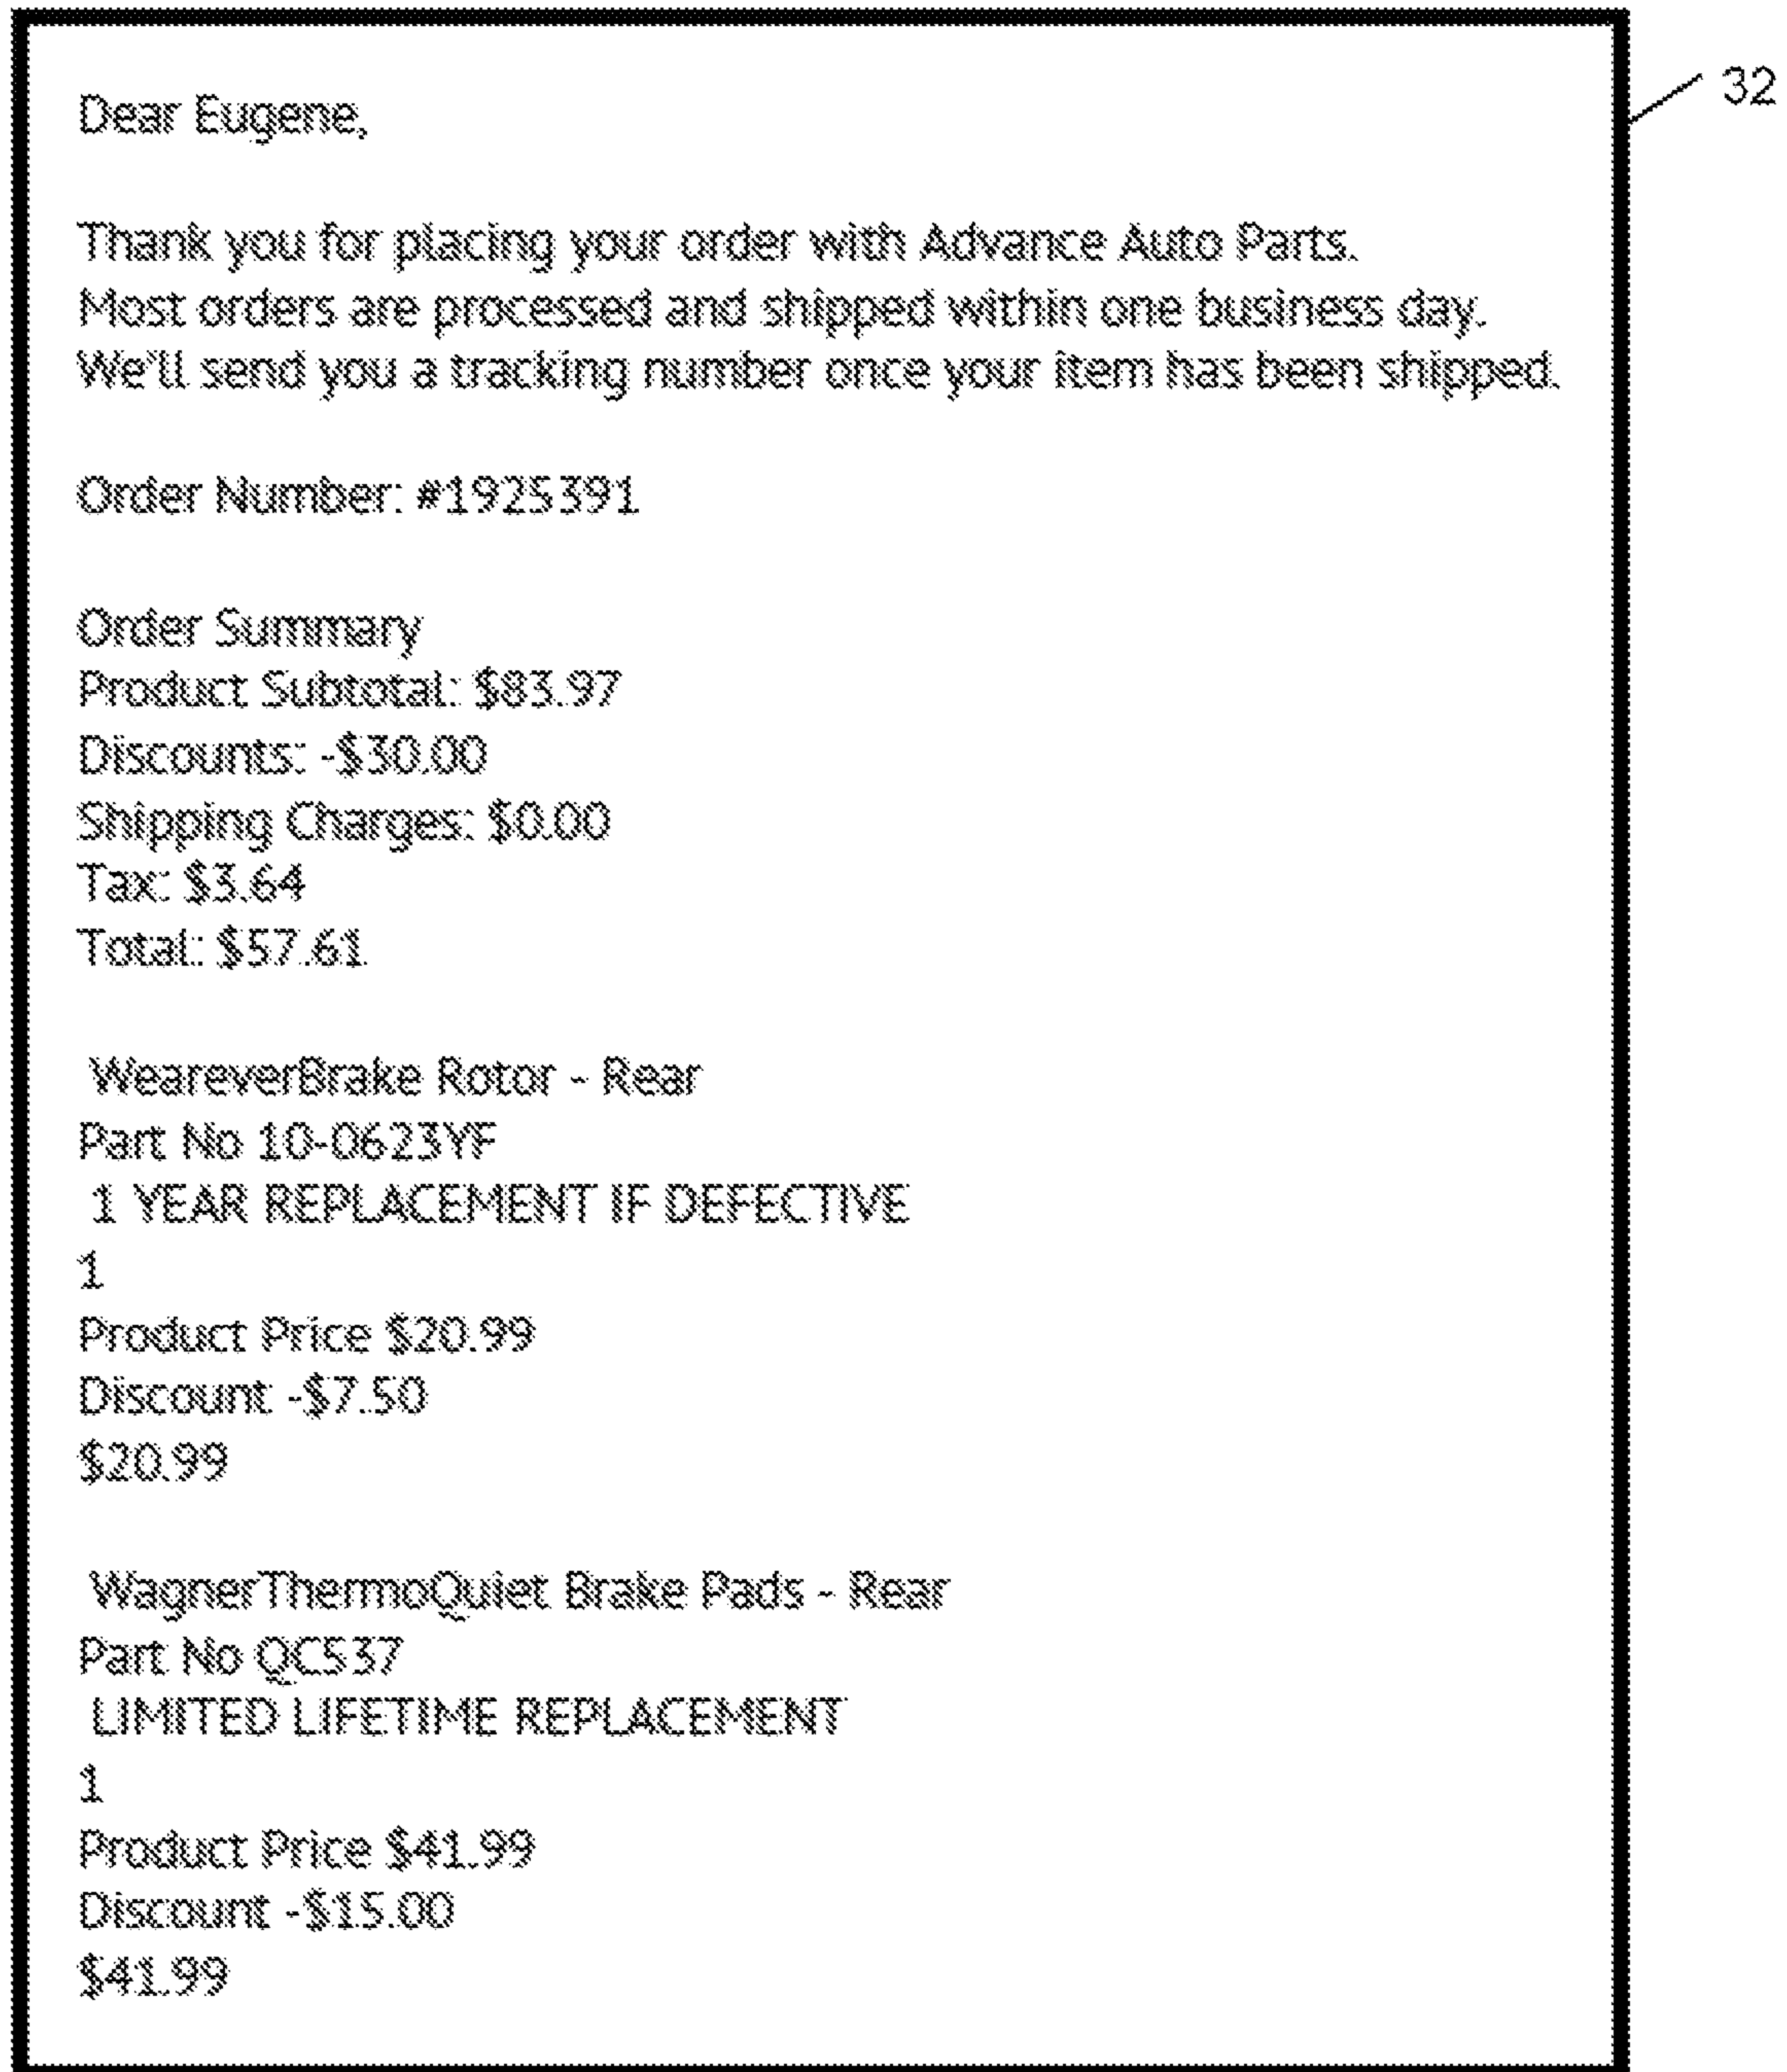 32
Dear Eugene,
Thank you for placing your order with Advance Auto Parts.
Most orders are processed and shipped within one business day.
We'll send you a tracking number once your item has been shipped.
Order Number: #1925391
Order Summary
Product Subtotal: $83.97
Discounts: -$30.00
Shipping Charges: $0.00
Tax: $3.64
Total: $57.61
WeareverBrake Rotor - Rear
Part No 10-0623YF
1 YEAR REPLACEMENT IF DEFECTIVE
1
Product Price $20.99
Discount -$7.50
$20.99
WagnerThermoQuiet Brake Pads - Rear
Part No QC537
LIMITED LIFETIME REPLACEMENT
1
Product Price $41.99
Discount -$15.00
$41.99